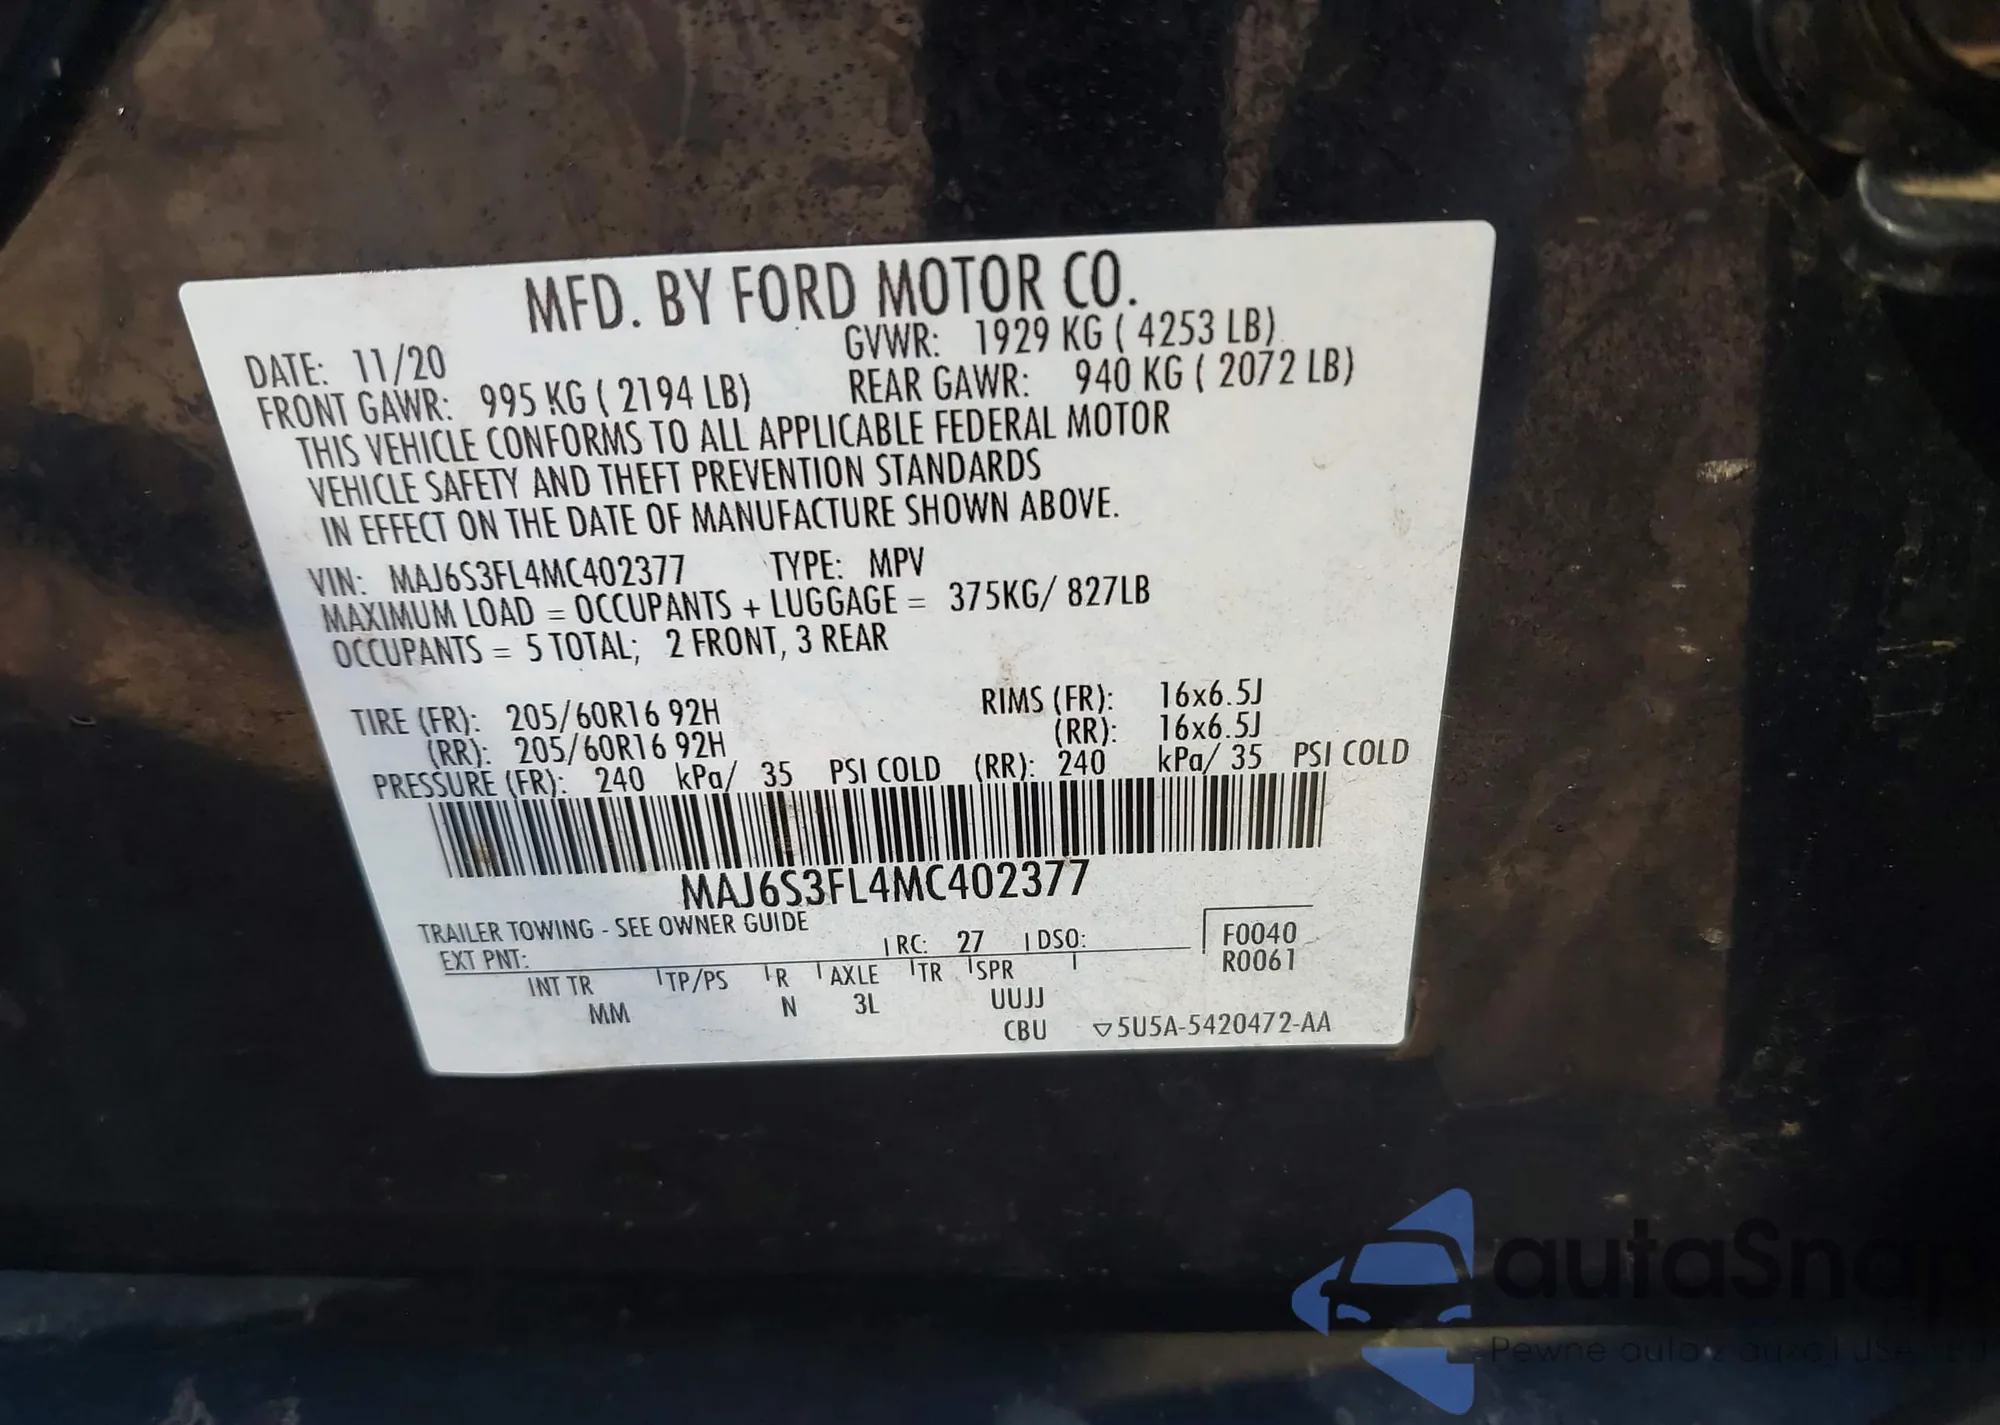 MFD. BY FORD MOTOR CO.
DATE: 11/20 GVWR: 1929 KG ( 4253 LB)
FRONT GAWR: 995 KG ( 2194 LB) REAR GAWR: 940 KG ( 2072 LB)
THIS VEHICLE CONFORMS TO ALL APPLICABLE FEDERAL MOTOR
VEHICLE SAFETY AND THEFT PREVENTION STANDARDS
IN EFFECT ON THE DATE OF MANUFACTURE SHOWN ABOVE.
VIN: MAJ6S3FL4MC402377 TYPE: MPV
MAXIMUM LOAD = OCCUPANTS + LUGGAGE = 375KG/ 827LB
OCCUPANTS = 5 TOTAL; 2 FRONT, 3 REAR
TIRE (FR): 205/60R16 92H RIMS (FR): 16x6.5J
(RR): 205/60R16 92H (RR): 16x6.5J
PRESSURE (FR): 240 kPa/ 35 PSI COLD (RR): 240 kPa/ 35 PSI COLD
MAJ6S3FL4MC402377
TRAILER TOWING - SEE OWNER GUIDE
EXT PNT: RC: 27 DSO: F0040
INT TR TP/PS R AXLE TR SPR R0061
MM N 3L UUJJ
CBU 5U5A-5420472-AA
autaSnap
Pewne auto z aukcji USA